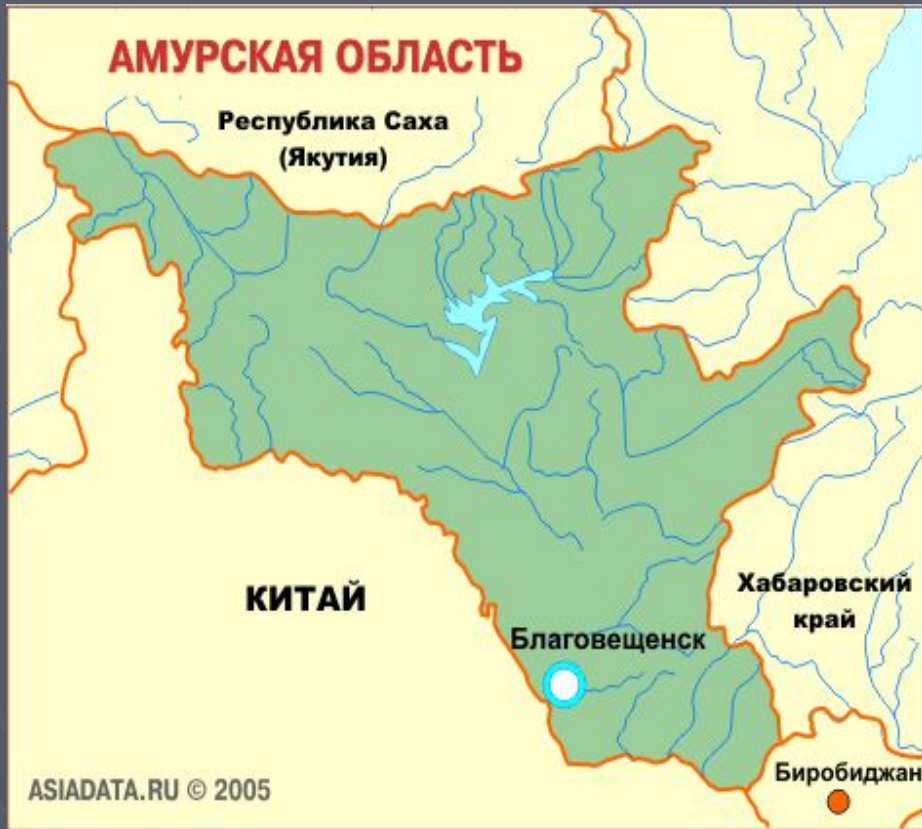 АМУРСКАЯ ОБЛАСТЬ
Республика Саха
(Якутия)
КИТАЙ
Хабаровский
край
Благовещенск
Биробиджан
ASIADATA.RU © 2005